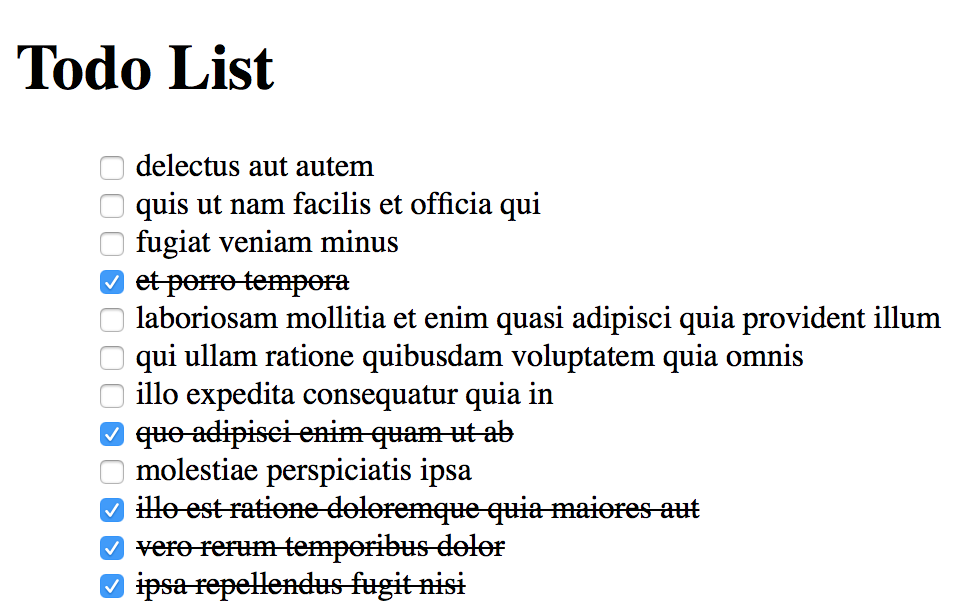 Todo List
delectus aut autem
quis ut nam facilis et officia qui
fugiat veniam minus
et porro tempora
laboriosam mollitia et enim quasi adipisci quia provident illum
qui ullam ratione quibusdam voluptatem quia omnis
illo expedita consequatur quia in
quo adipisci enim quam ut ab
molestiae perspiciatis ipsa
illo est ratione doloremque quia maiores aut
vero rerum temporibus dolor
ipsa repellendus fugit nisi